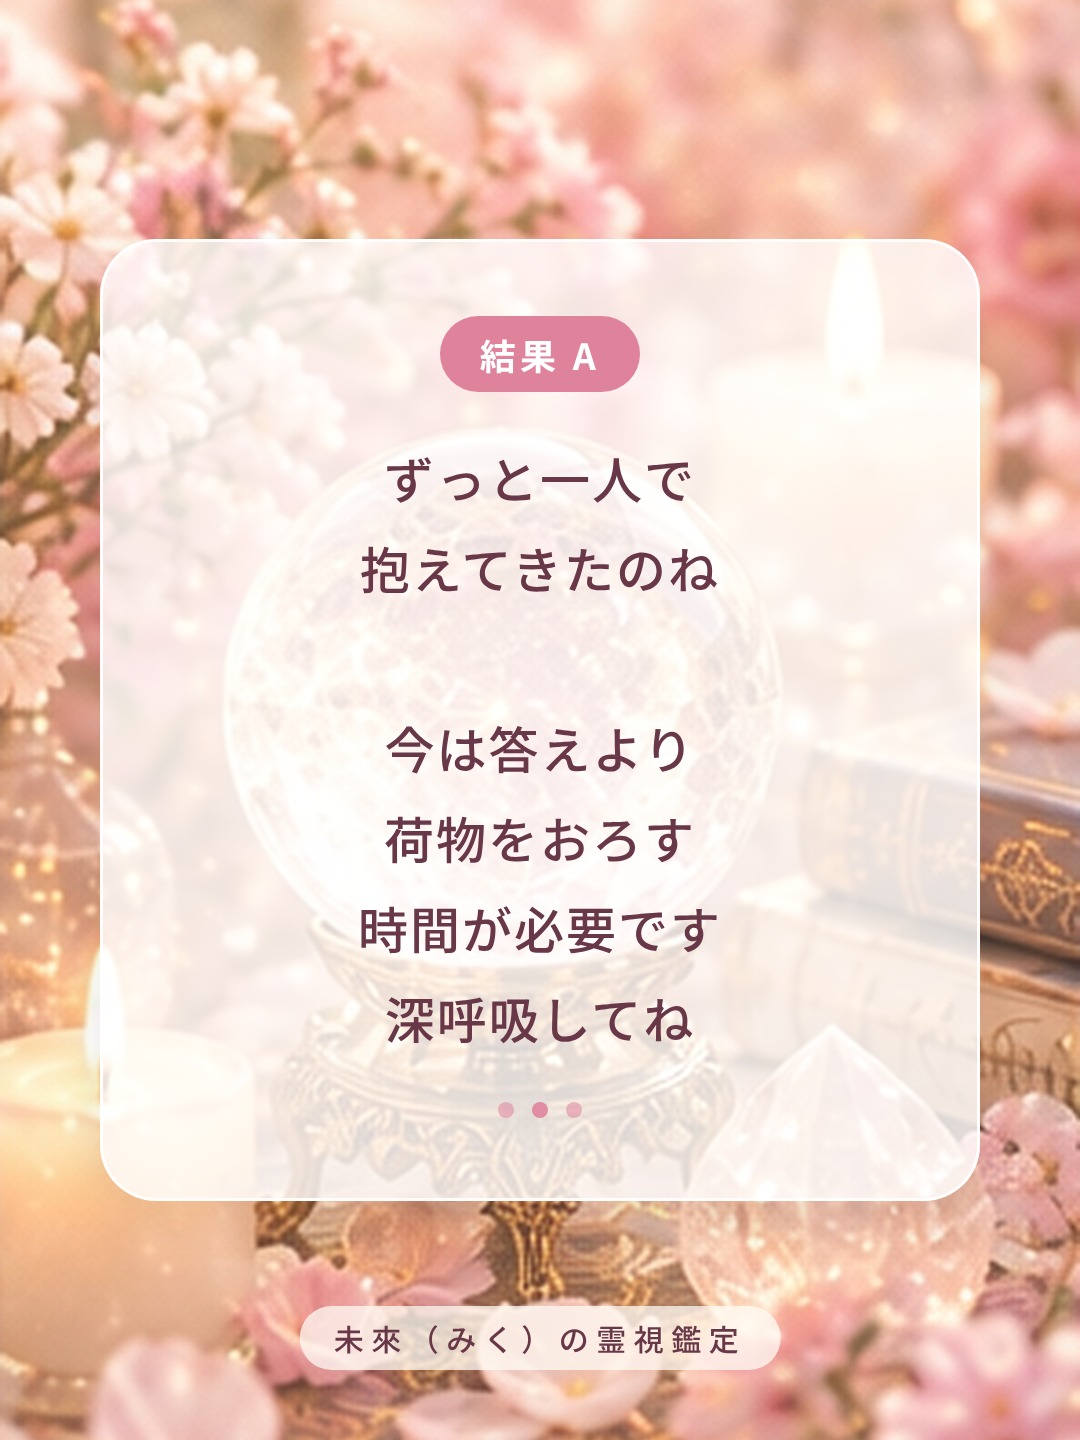 結果 A
ずっと一人で
抱えてきたのね
今は答えより
荷物をおろす
時間が必要です
深呼吸してね
未來（みく）の霊視鑑定